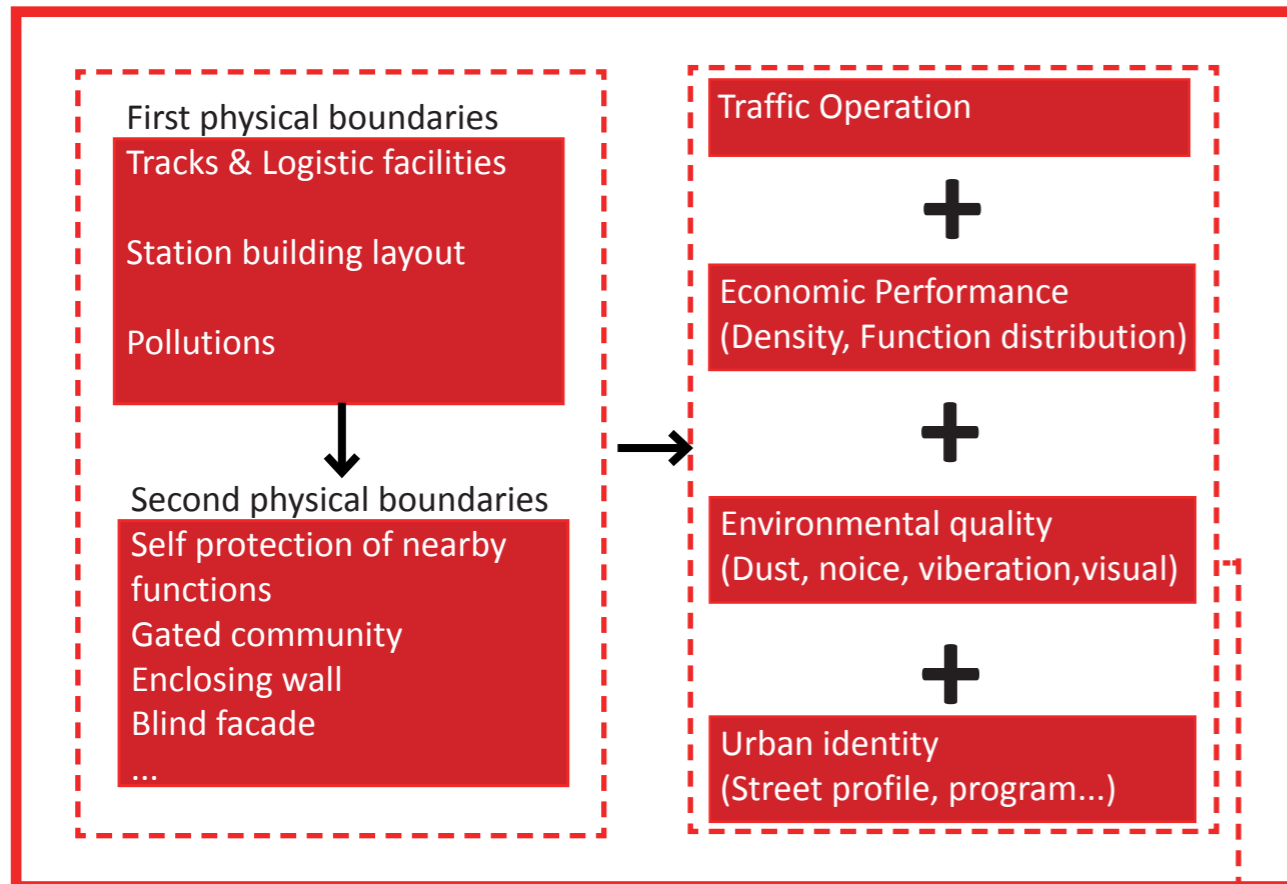 First physical boundaries
Tracks & Logistic facilities
Station building layout
Pollutions
Second physical boundaries
Self protection of nearby
functions
Gated community
Enclosing wall
Blind facade
...
Traffic Operation
+
Economic Performance
(Density, Function distribution)
+
Environmental quality
(Dust, noice, viberation,visual)
+
Urban identity
(Street profile, program...)